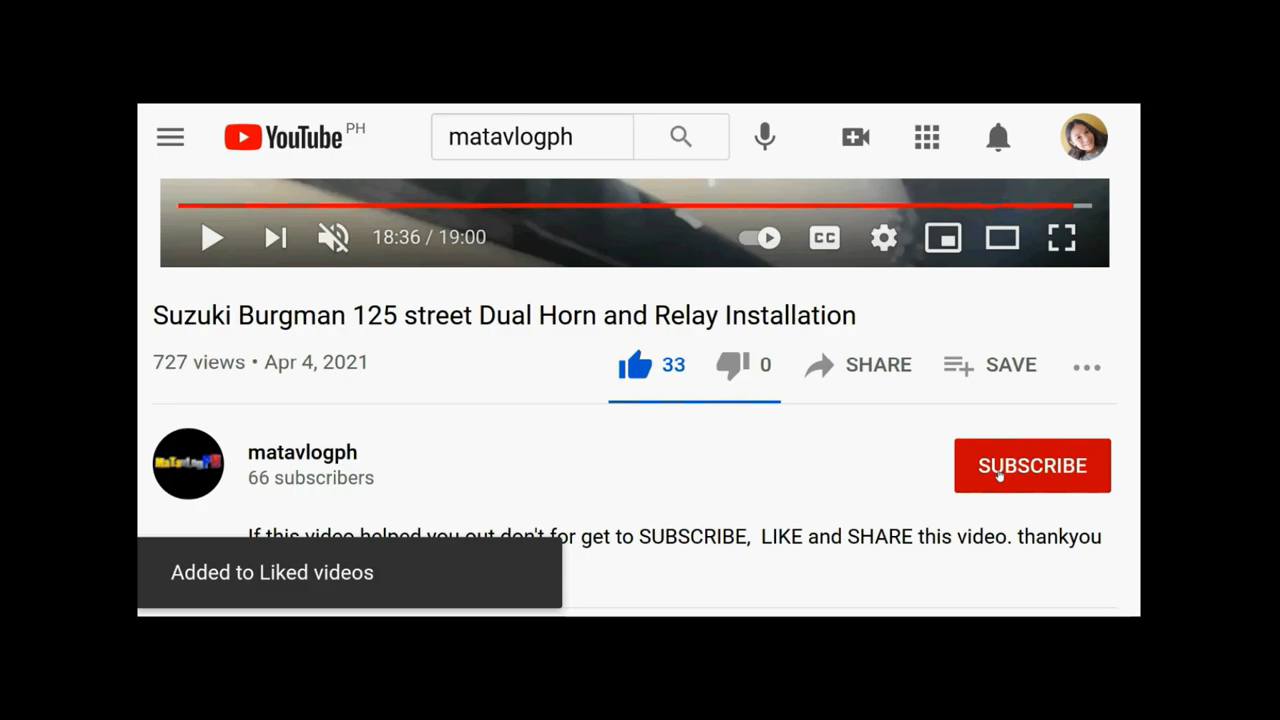 YouTube PH
matavlogph
18:36 / 19:00
CC
Suzuki Burgman 125 street Dual Horn and Relay Installation
727 views • Apr 4, 2021
33 0 SHARE SAVE
MaTavlogPH
matavlogph
66 subscribers
SUBSCRIBE
If this video helped you out don't for get to SUBSCRIBE, LIKE and SHARE this video. thankyou
Added to Liked videos